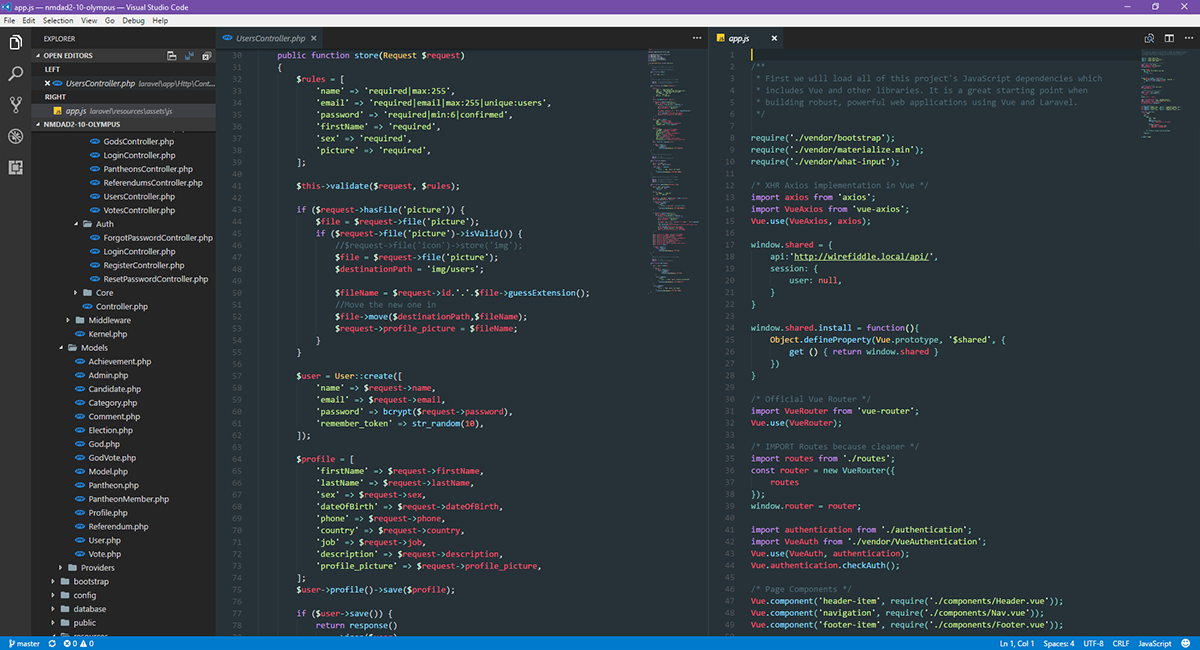 app.js — nmdad2-10-olympus — Visual Studio Code
File Edit Selection View Go Debug Help
EXPLORER
OPEN EDITORS
LEFT
UsersController.php laravel\app\Http\Cont...
RIGHT
app.js laravel\resources\assets\js
NMDAD2-10-OLYMPUS
GodsController.php
LoginController.php
PantheonsController.php
ReferendumsController.php
UsersController.php
VotesController.php
Auth
ForgotPasswordController.php
LoginController.php
RegisterController.php
ResetPasswordController.php
Core
Controller.php
Middleware
Kernel.php
Models
Achievement.php
Admin.php
Candidate.php
Category.php
Comment.php
Election.php
God.php
GodVote.php
Model.php
Pantheon.php
PantheonMember.php
Profile.php
Referendum.php
User.php
Vote.php
Providers
bootstrap
config
database
public
UsersController.php
30 public function store(Request $request)
31 {
32 $rules = [
33 'name' => 'required|max:255',
34 'email' => 'required|email|max:255|unique:users',
35 'password' => 'required|min:6|confirmed',
36 'firstName' => 'required',
37 'sex' => 'required',
38 'picture' => 'required',
39 ];
40
41 $this->validate($request, $rules);
42
43 if ($request->hasFile('picture')) {
44 $file = $request->file('picture');
45 if ($request->file('picture')->isValid()) {
46 //$request->file('icon')->store('img');
47 $file = $request->file('picture');
48 $destinationPath = 'img/users';
49
50 $fileName = $request->id.'.'.$file->guessExtension();
51 //Move the new one in
52 $file->move($destinationPath,$fileName);
53 $request->profile_picture = $fileName;
54 }
55 }
56
57 $user = User::create([
58 'name' => $request->name,
59 'email' => $request->email,
60 'password' => bcrypt($request->password),
61 'remember_token' => str_random(10),
62 ]);
63
64 $profile = [
65 'firstName' => $request->firstName,
66 'lastName' => $request->lastName,
67 'sex' => $request->sex,
68 'dateOfBirth' => $request->dateOfBirth,
69 'phone' => $request->phone,
70 'country' => $request->country,
71 'job' => $request->job,
72 'description' => $request->description,
73 'profile_picture' => $request->profile_picture,
74 ];
75 $user->profile()->save($profile);
76
77 if ($user->save()) {
78 return response()
app.js
1
2 /**
3 * First we will load all of this project's JavaScript dependencies which
4 * includes Vue and other libraries. It is a great starting point when
5 * building robust, powerful web applications using Vue and Laravel.
6 */
7
8 require('./vendor/bootstrap');
9 require('./vendor/materialize.min');
10 require('./vendor/what-input');
11
12 /* XHR Axios implementation in Vue */
13 import axios from 'axios';
14 import VueAxios from 'vue-axios';
15 Vue.use(VueAxios, axios);
16
17 window.shared = {
18 api:'http://wirefiddle.local/api/',
19 session: {
20 user: null,
21 }
22 }
23
24 window.shared.install = function(){
25 Object.defineProperty(Vue.prototype, '$shared', {
26 get () { return window.shared }
27 })
28 }
29
30 /* Official Vue Router */
31 import VueRouter from 'vue-router';
32 Vue.use(VueRouter);
33
34 /* IMPORT Routes because cleaner */
35 import routes from './routes';
36 const router = new VueRouter({
37 routes
38 });
39 window.router = router;
40
41 import authentication from './authentication';
42 import VueAuth from './vendor/VueAuthentication';
43 Vue.use(VueAuth, authentication);
44 Vue.authentication.checkAuth();
45
46 /* Page Components */
47 Vue.component('header-item', require('./components/Header.vue'));
48 Vue.component('navigation', require('./components/Nav.vue'));
49 Vue.component('footer-item', require('./components/Footer.vue'));
master 0 0 Ln 1, Col 1 Spaces: 4 UTF-8 CRLF JavaScript